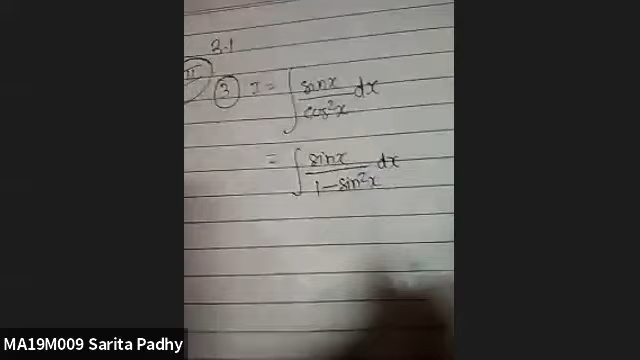 3.1
II
③ I = ∫ sinx / cos²x dx
= ∫ sinx / 1 - sin²x dx
MA19M009 Sarita Padhy